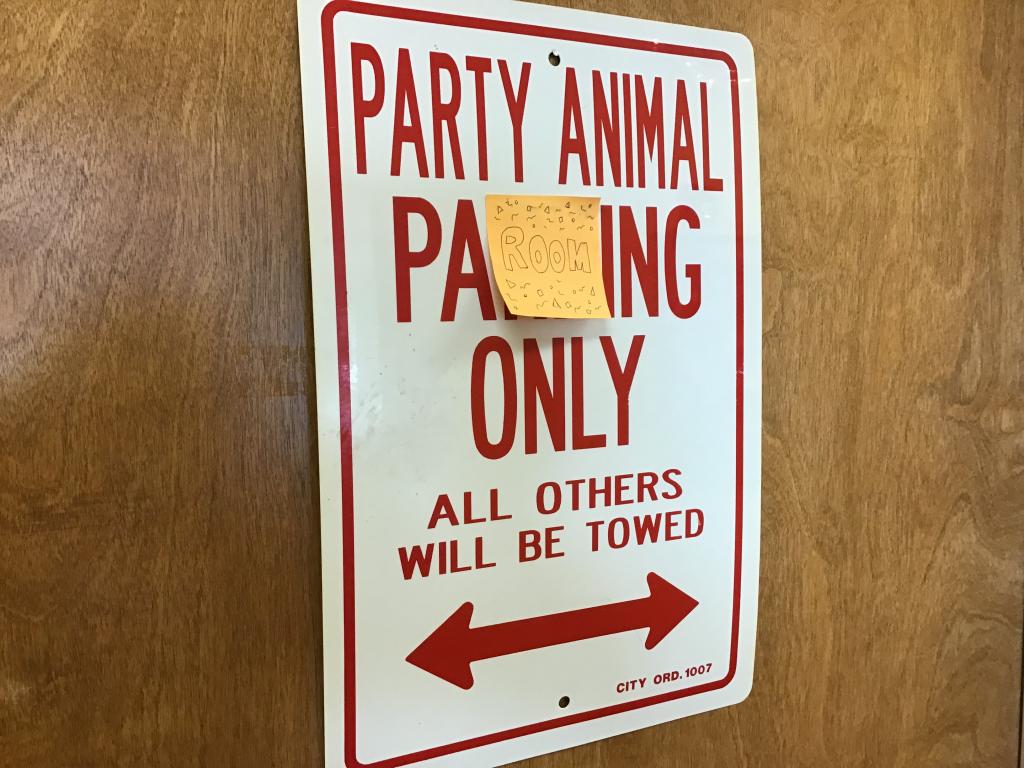 PARTY ANIMAL
PA ROOM ING
ONLY
ALL OTHERS
WILL BE TOWED
CITY ORD. 1007